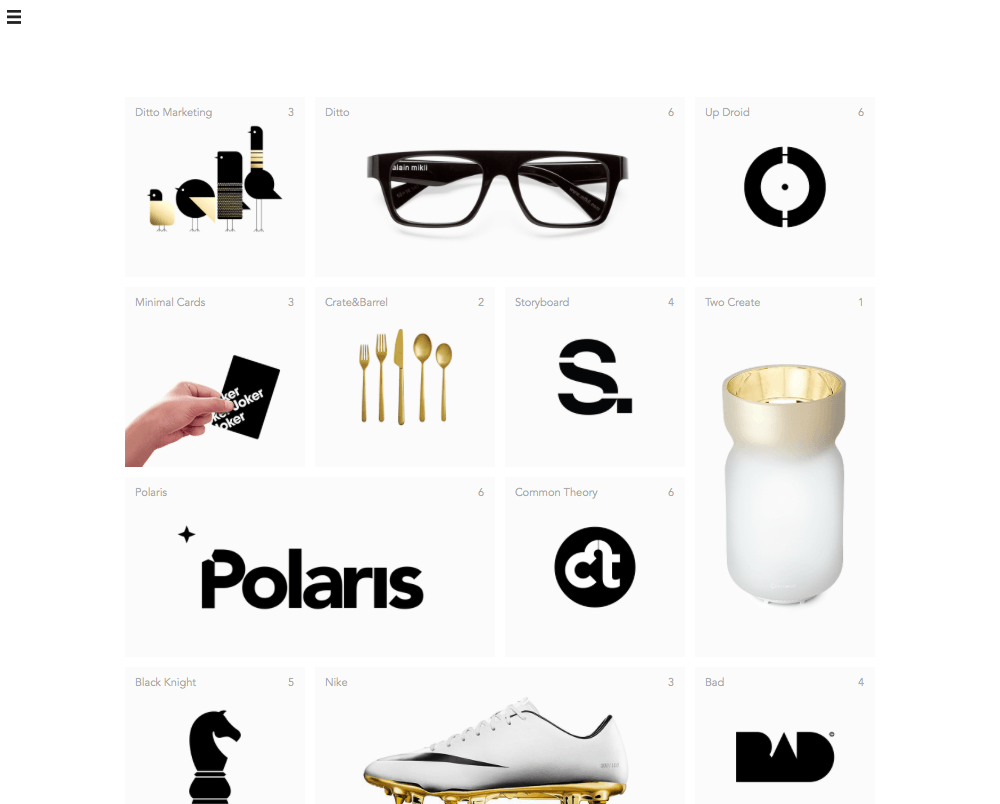 Ditto Marketing 3
Ditto 6
alain mikli
Up Droid 6
Minimal Cards 3
Joker
Joker
Crate&Barrel 2
Storyboard 4
S.
Two Create 1
Polaris 6
Polaris
Common Theory 6
ct
Black Knight 5
Nike 3
Bad 4
BAD©